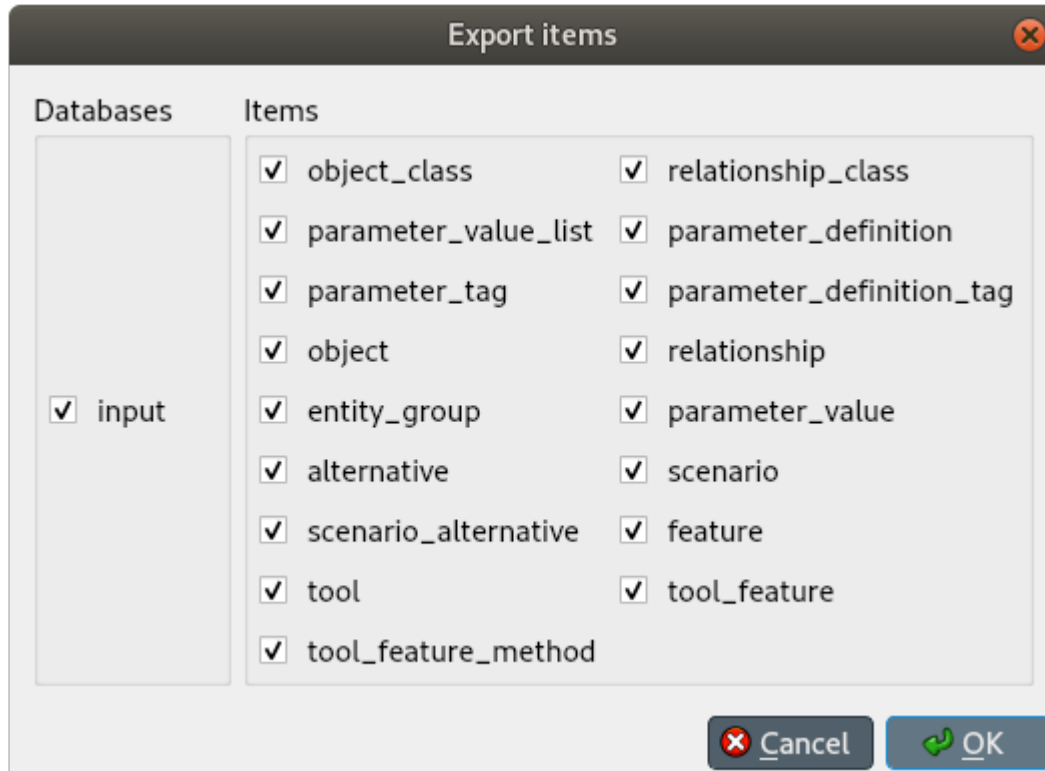 Export items
Databases Items
object_class relationship_class
parameter_value_list parameter_definition
parameter_tag parameter_definition_tag
object relationship
input entity_group parameter_value
alternative scenario
scenario_alternative feature
tool tool_feature
tool_feature_method
Cancel OK